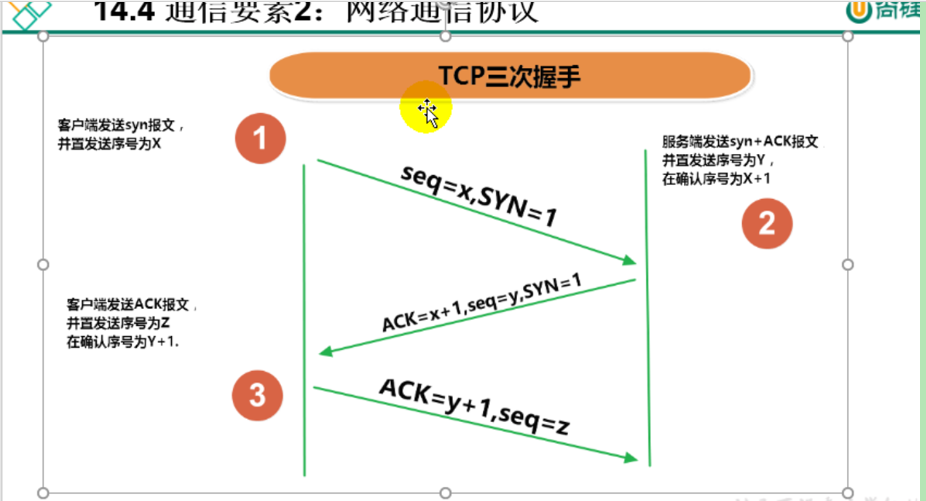 14.4 通信要素2：网络通信协议
尚硅
TCP三次握手
客户端发送syn报文，
并置发送序号为X
1
服务端发送syn+ACK报文
并置发送序号为Y，
在确认序号为X+1
2
seq=x,SYN=1
ACK=x+1,seq=y,SYN=1
客户端发送ACK报文，
并置发送序号为Z
在确认序号为Y+1.
3
ACK=y+1,seq=z